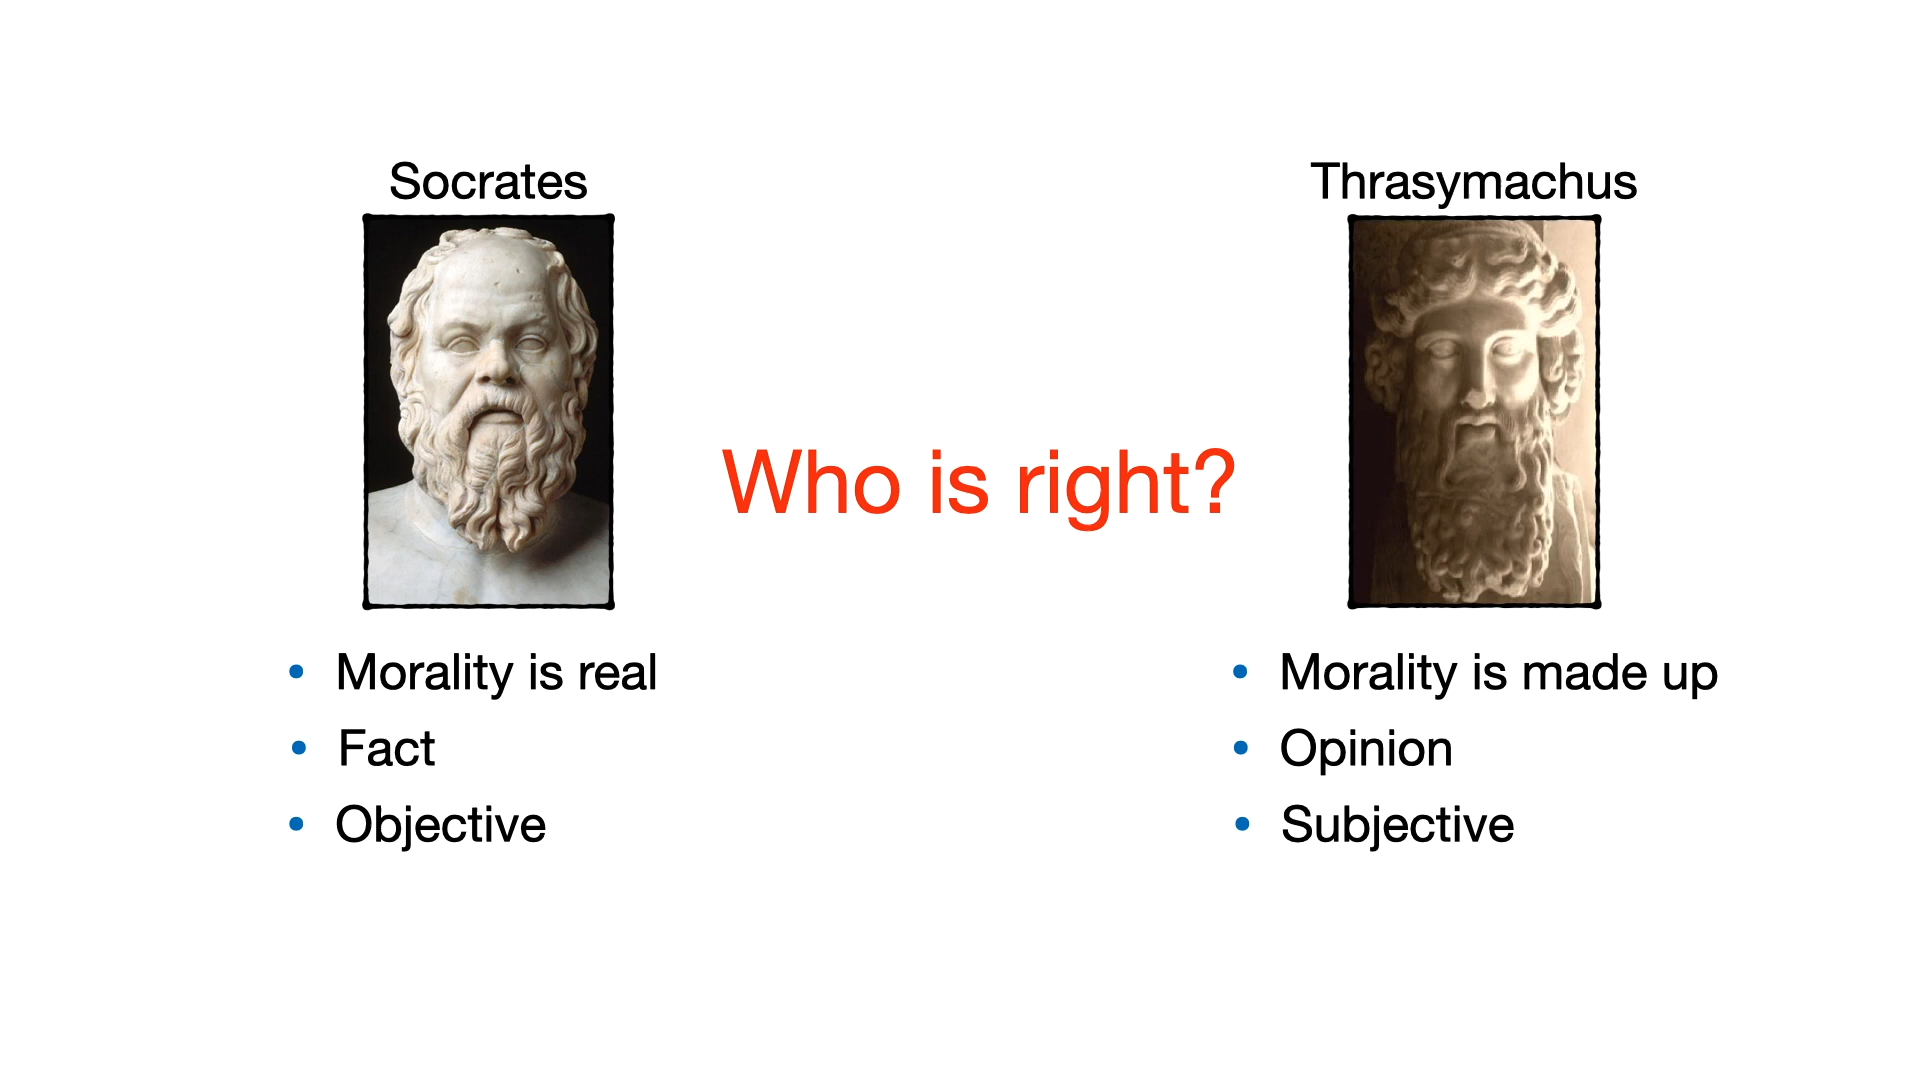 Socrates
Thrasymachus
Who is right?
• Morality is real
• Fact
• Objective
• Morality is made up
• Opinion
• Subjective